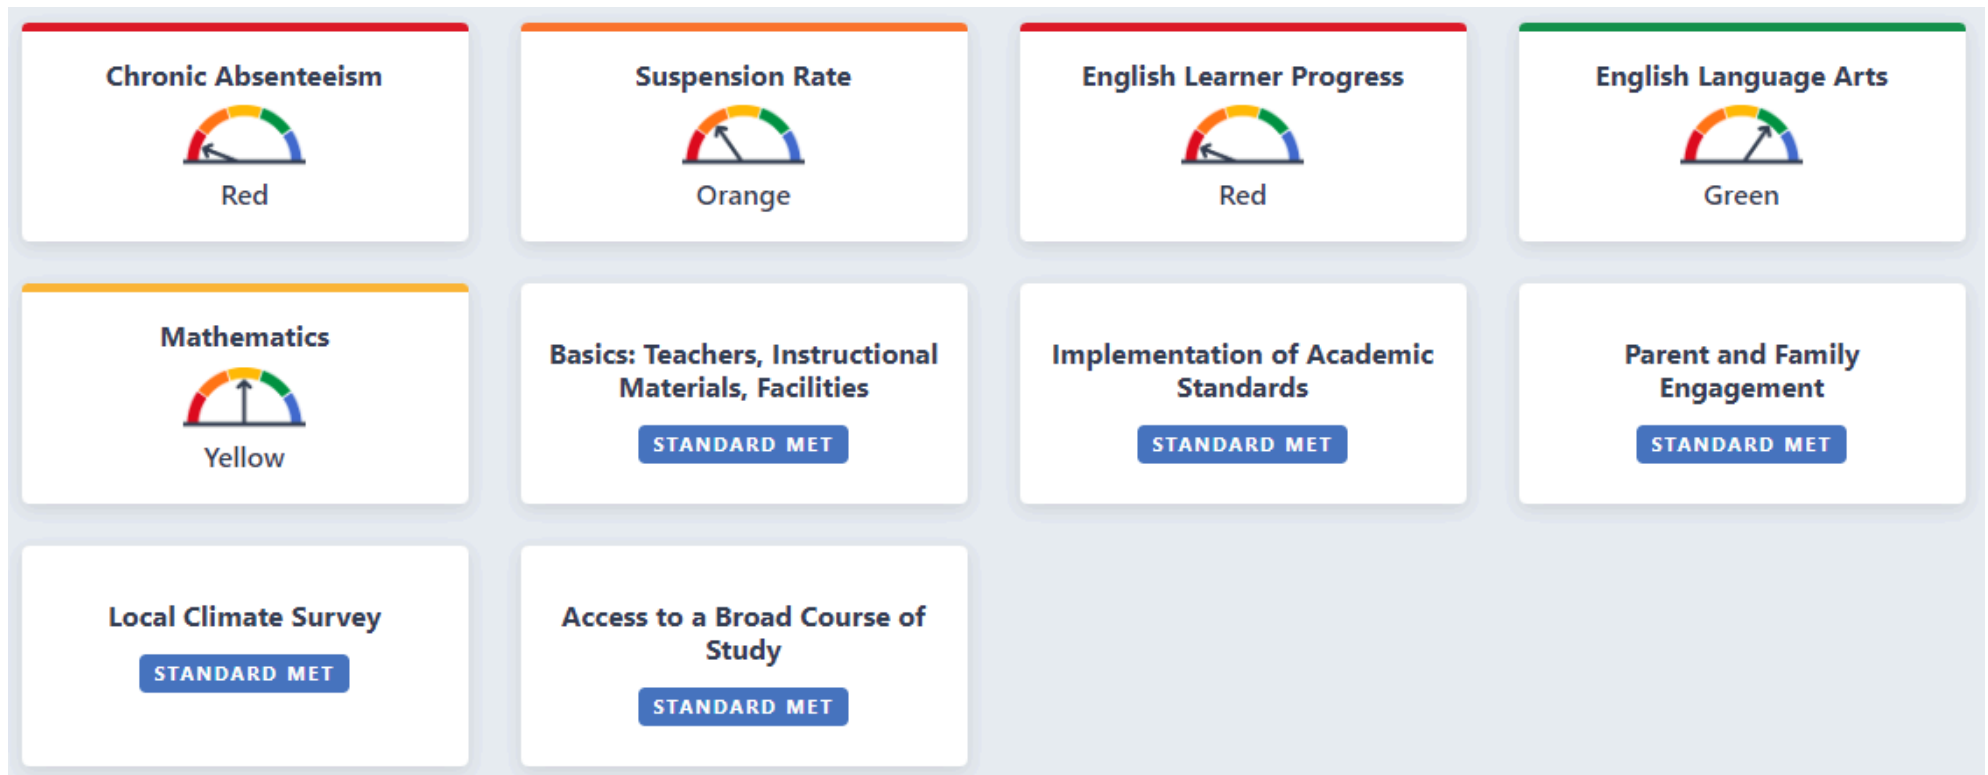 Chronic Absenteeism
Red
Suspension Rate
Orange
English Learner Progress
Red
English Language Arts
Green
Mathematics
Yellow
Basics: Teachers, Instructional
Materials, Facilities
STANDARD MET
Implementation of Academic
Standards
STANDARD MET
Parent and Family
Engagement
STANDARD MET
Local Climate Survey
STANDARD MET
Access to a Broad Course of
Study
STANDARD MET